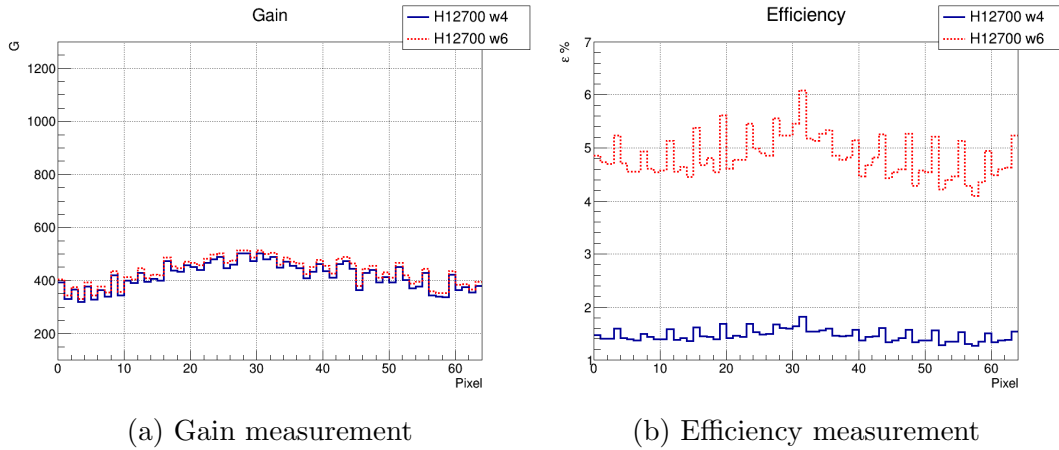 Gain
H12700 w4
H12700 w6
G
1200
1000
800
600
400
200
0 10 20 30 40 50 60
Pixel
(a) Gain measurement
Efficiency
H12700 w4
H12700 w6
ε %
7
6
5
4
3
2
1
0 10 20 30 40 50 60
Pixel
(b) Efficiency measurement